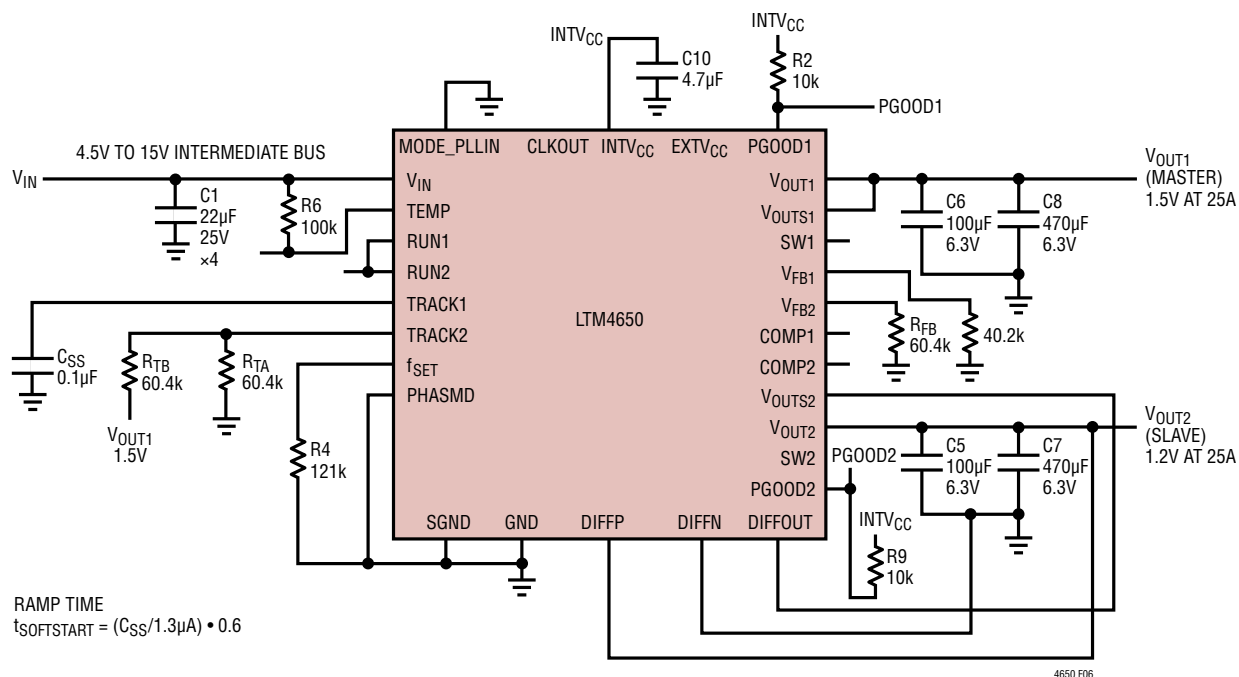 INTVCC
C10
4.7µF
INTVCC
R2
10k
PGOOD1
4.5V TO 15V INTERMEDIATE BUS
VIN
C1
22µF
25V
×4
R6
100k
MODE_PLLIN
CLKOUT
INTVCC
EXTVCC
PGOOD1
VIN
TEMP
RUN1
RUN2
TRACK1
TRACK2
fSET
PHASMD
LTM4650
VOUT1
VOUTS1
SW1
VFB1
VFB2
COMP1
COMP2
VOUTS2
VOUT2
SW2
PGOOD2
SGND
GND
DIFFP
DIFFN
DIFFOUT
C6
100µF
6.3V
C8
470µF
6.3V
VOUT1
(MASTER)
1.5V AT 25A
RFB
60.4k
40.2k
CSS
0.1µF
RTB
60.4k
RTA
60.4k
VOUT1
1.5V
R4
121k
PGOOD2
C5
100µF
6.3V
C7
470µF
6.3V
VOUT2
(SLAVE)
1.2V AT 25A
INTVCC
R9
10k
RAMP TIME
tSOFTSTART = (CSS/1.3µA) • 0.6
4650 F06